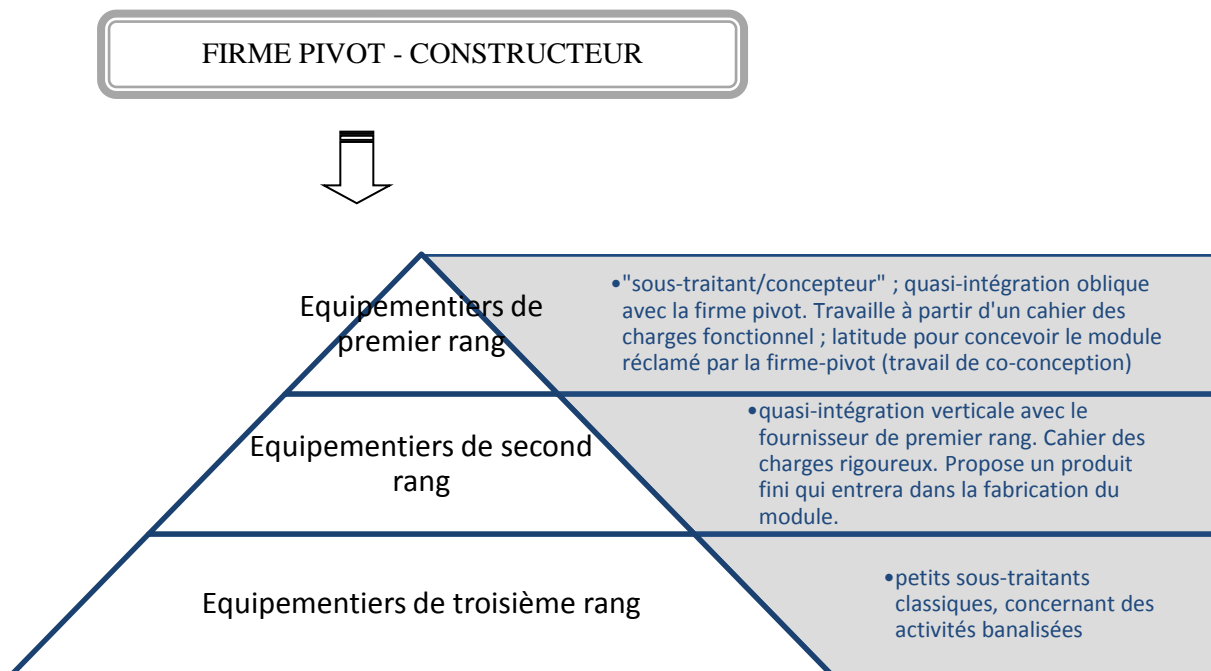 FIRME PIVOT - CONSTRUCTEUR
Equipementiers de
premier rang
•"sous-traitant/concepteur" ; quasi-intégration oblique
avec la firme pivot. Travaille à partir d'un cahier des
charges fonctionnel ; latitude pour concevoir le module
réclamé par la firme-pivot (travail de co-conception)
Equipementiers de second
rang
•quasi-intégration verticale avec le
fournisseur de premier rang. Cahier des
charges rigoureux. Propose un produit
fini qui entrera dans la fabrication du
module.
Equipementiers de troisième rang
•petits sous-traitants
classiques, concernant des
activités banalisées